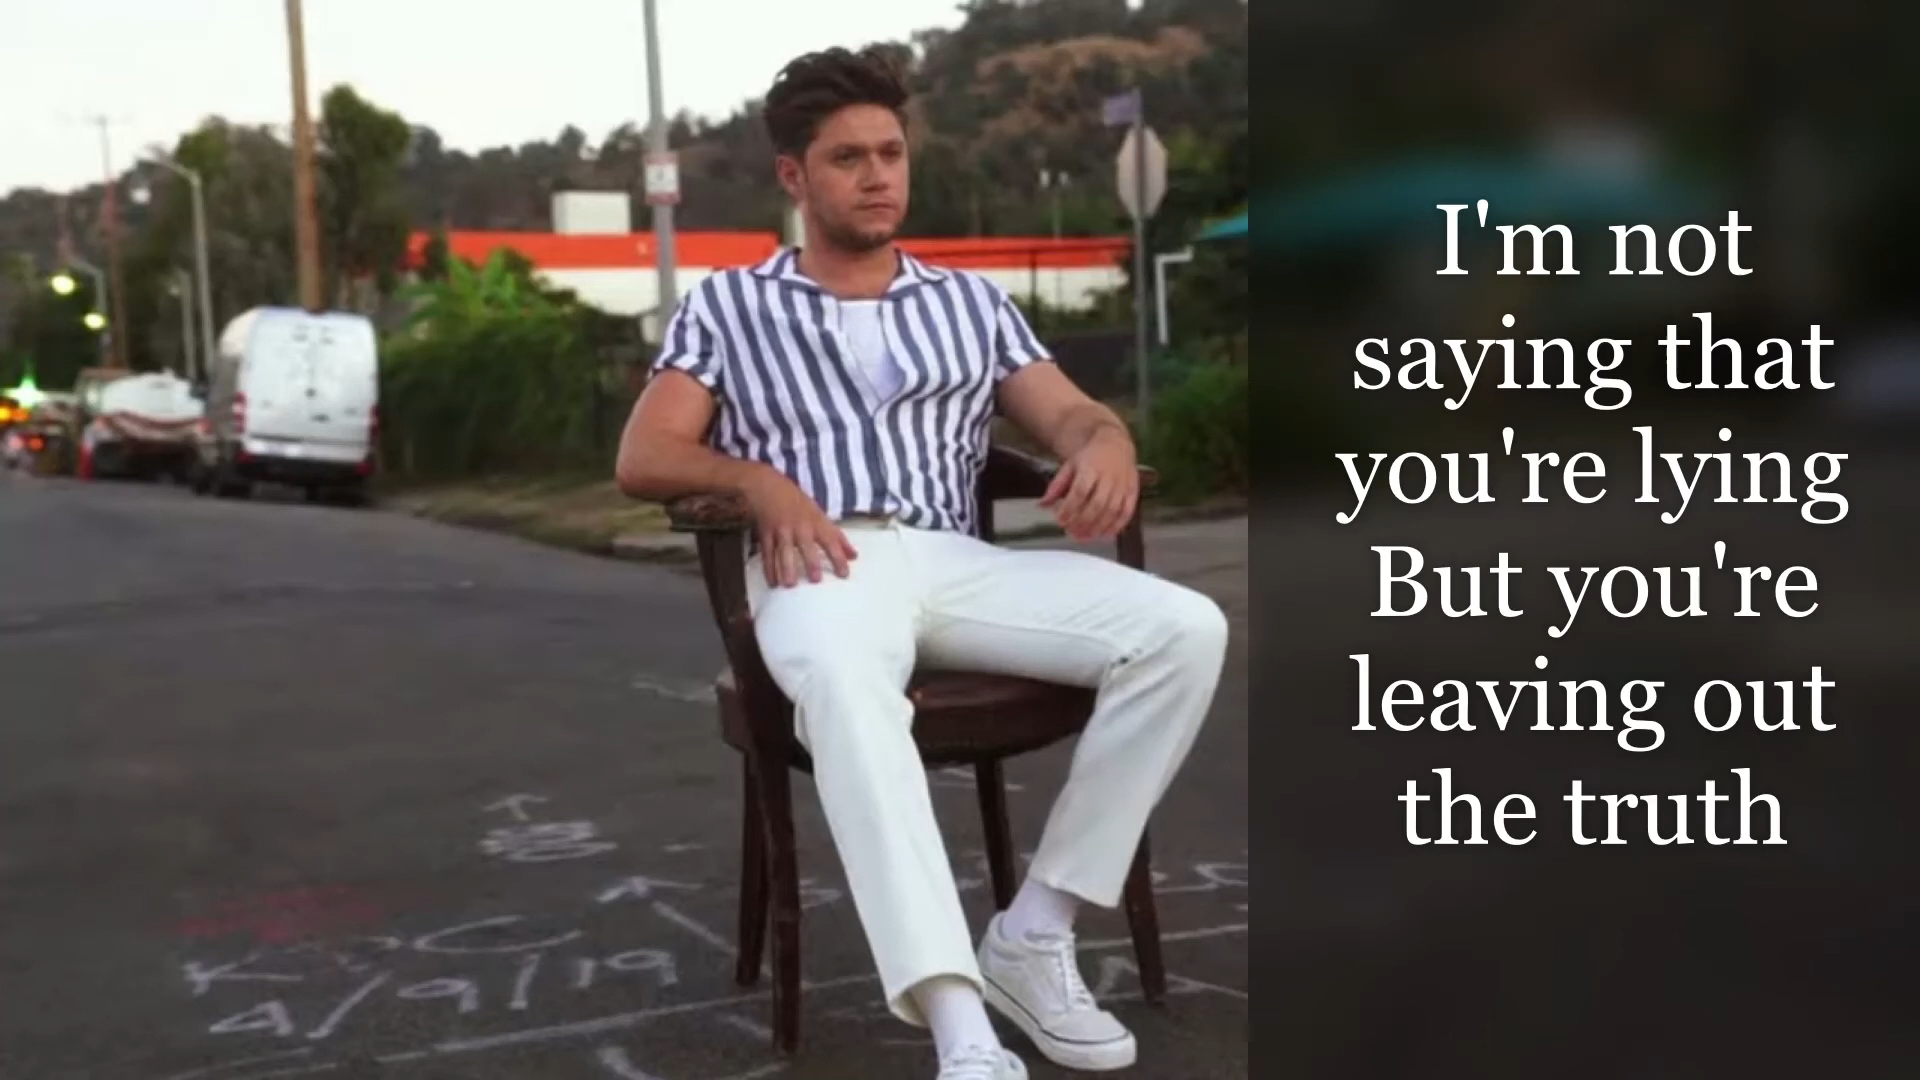 I'm not
saying that
you're lying
But you're
leaving out
the truth
4/9/19